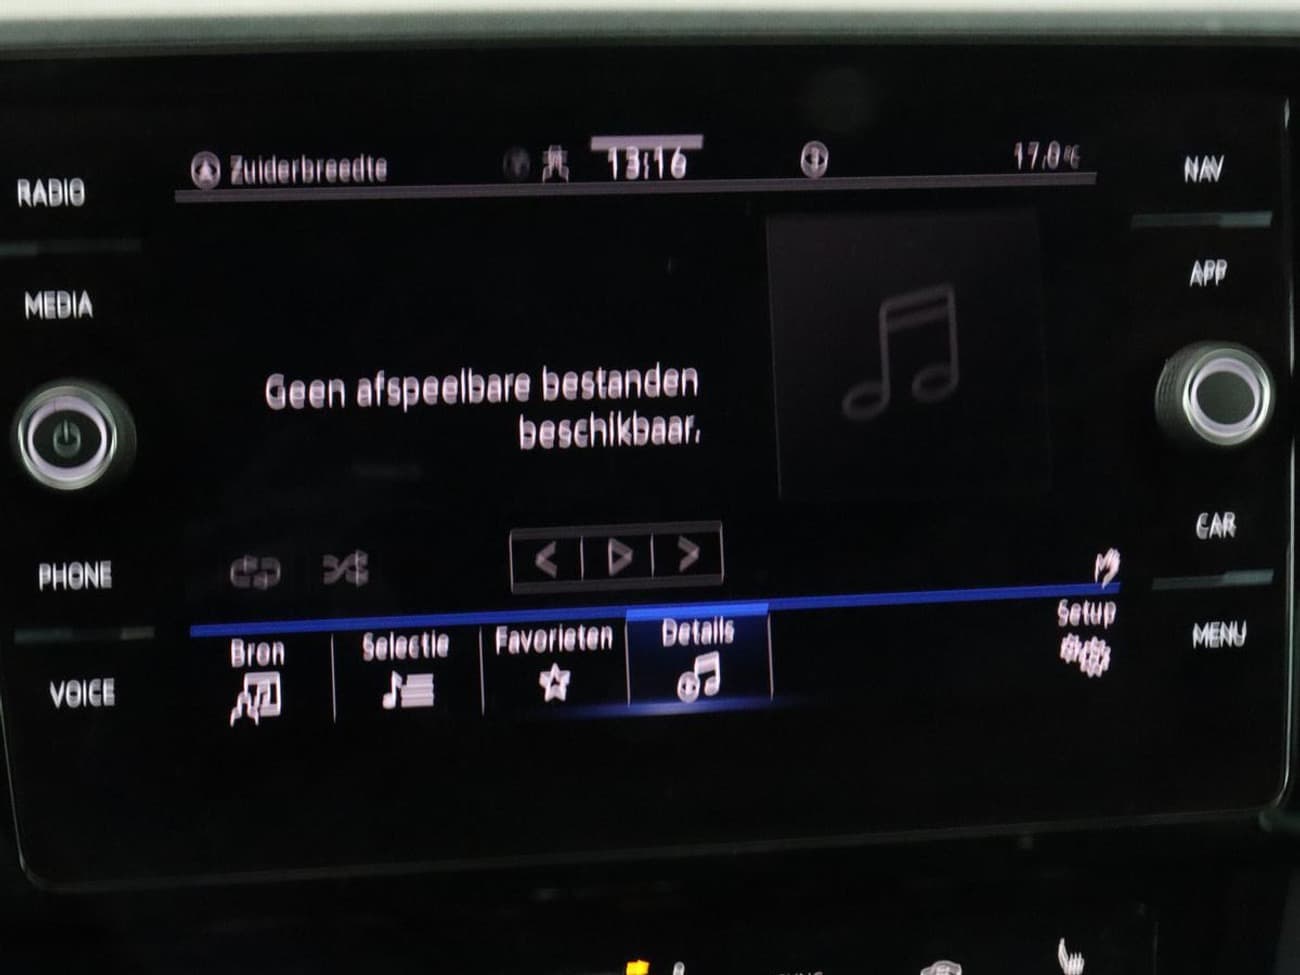 Zuiderbreedte 13:16 17,0°C
RADIO
NAV
MEDIA
APP
Geen afspeelbare bestanden
beschikbaar.
CAR
PHONE
Setup
Bron Selectie Favorieten Details
MENU
VOICE